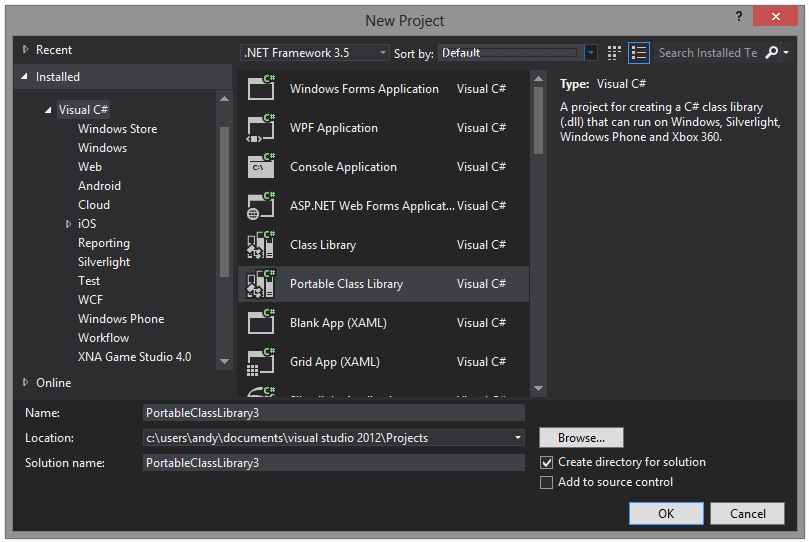 New Project
?
Recent
Installed
Visual C#
Windows Store
Windows
Web
Android
Cloud
iOS
Reporting
Silverlight
Test
WCF
Windows Phone
Workflow
XNA Game Studio 4.0
Online
.NET Framework 3.5
Sort by: Default
Search Installed Te
C# Windows Forms Application Visual C#
C# WPF Application Visual C#
C# C:\ Console Application Visual C#
C# ASP.NET Web Forms Applicat... Visual C#
C# Class Library Visual C#
C# Portable Class Library Visual C#
C# Blank App (XAML) Visual C#
C# Grid App (XAML) Visual C#
C#
Type: Visual C#
A project for creating a C# class library
(.dll) that can run on Windows, Silverlight,
Windows Phone and Xbox 360.
Name: PortableClassLibrary3
Location: c:\users\andy\documents\visual studio 2012\Projects
Browse...
Solution name: PortableClassLibrary3
Create directory for solution
Add to source control
OK
Cancel